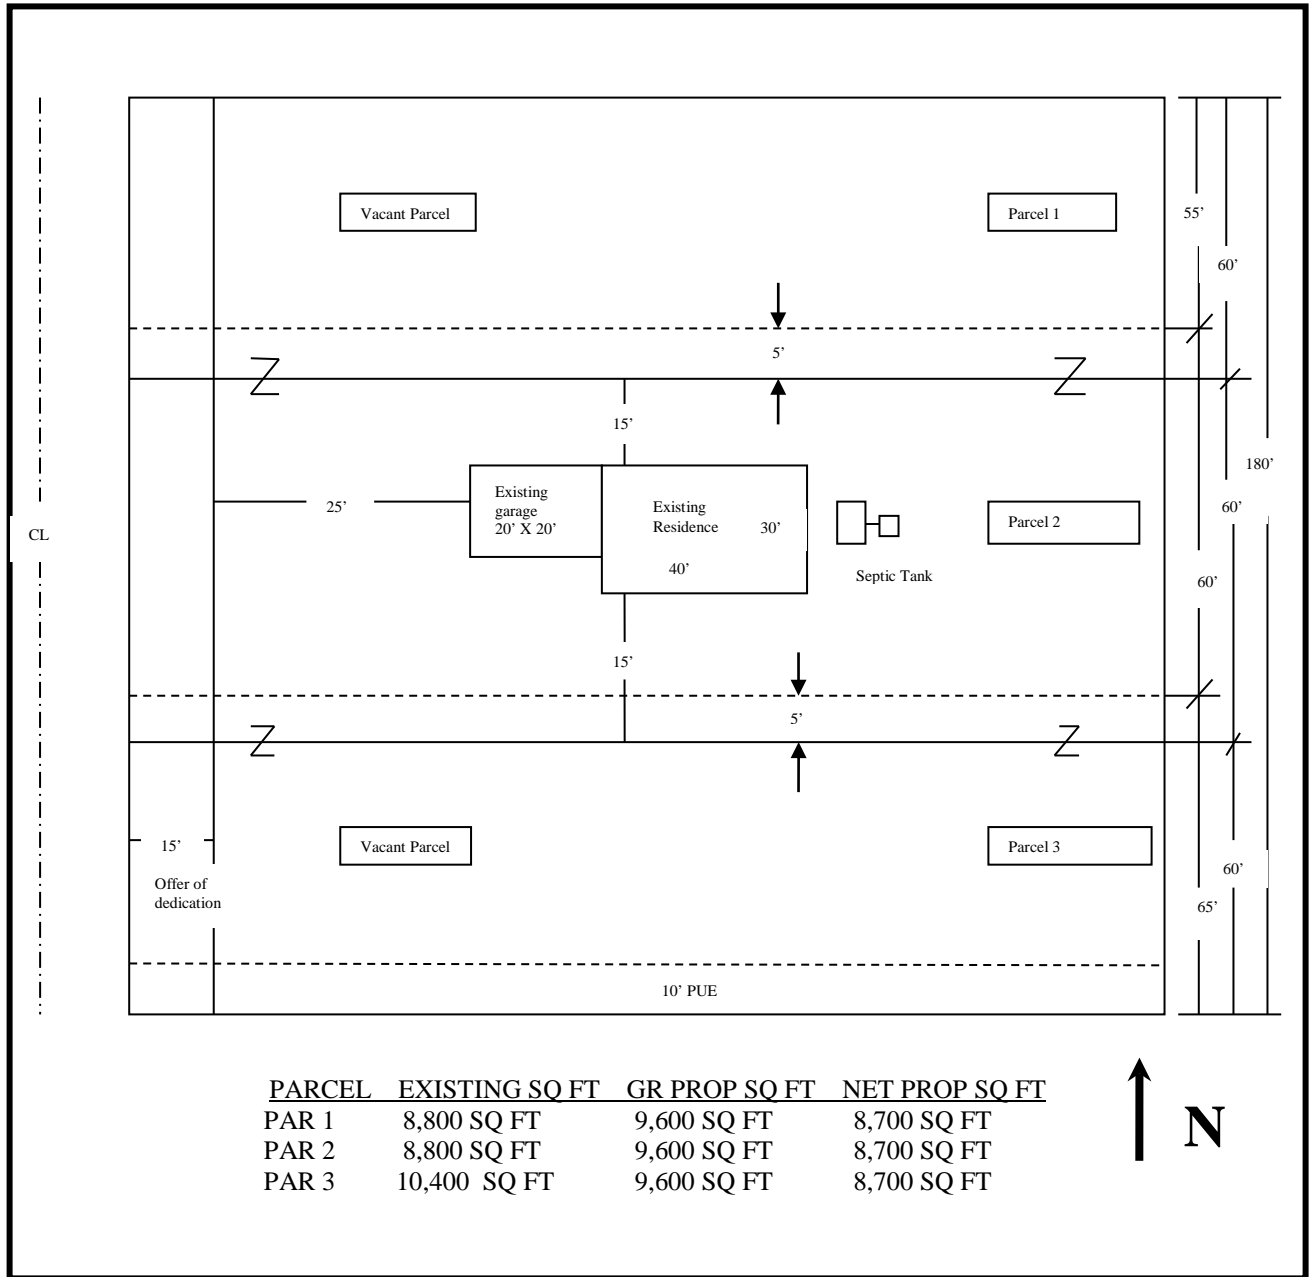 Vacant Parcel
Parcel 1
55’
60’
5’
15’
180’
Existing
garage
20’ X 20’
Existing
Residence
30’
40’
25’
Parcel 2
60’
CL
Septic Tank
60’
15’
5’
15’
Vacant Parcel
Parcel 3
60’
Offer of
dedication
65’
10’ PUE
PARCEL EXISTING SQ FT GR PROP SQ FT NET PROP SQ FT
PAR 1 8,800 SQ FT 9,600 SQ FT 8,700 SQ FT
PAR 2 8,800 SQ FT 9,600 SQ FT 8,700 SQ FT
PAR 3 10,400 SQ FT 9,600 SQ FT 8,700 SQ FT
N